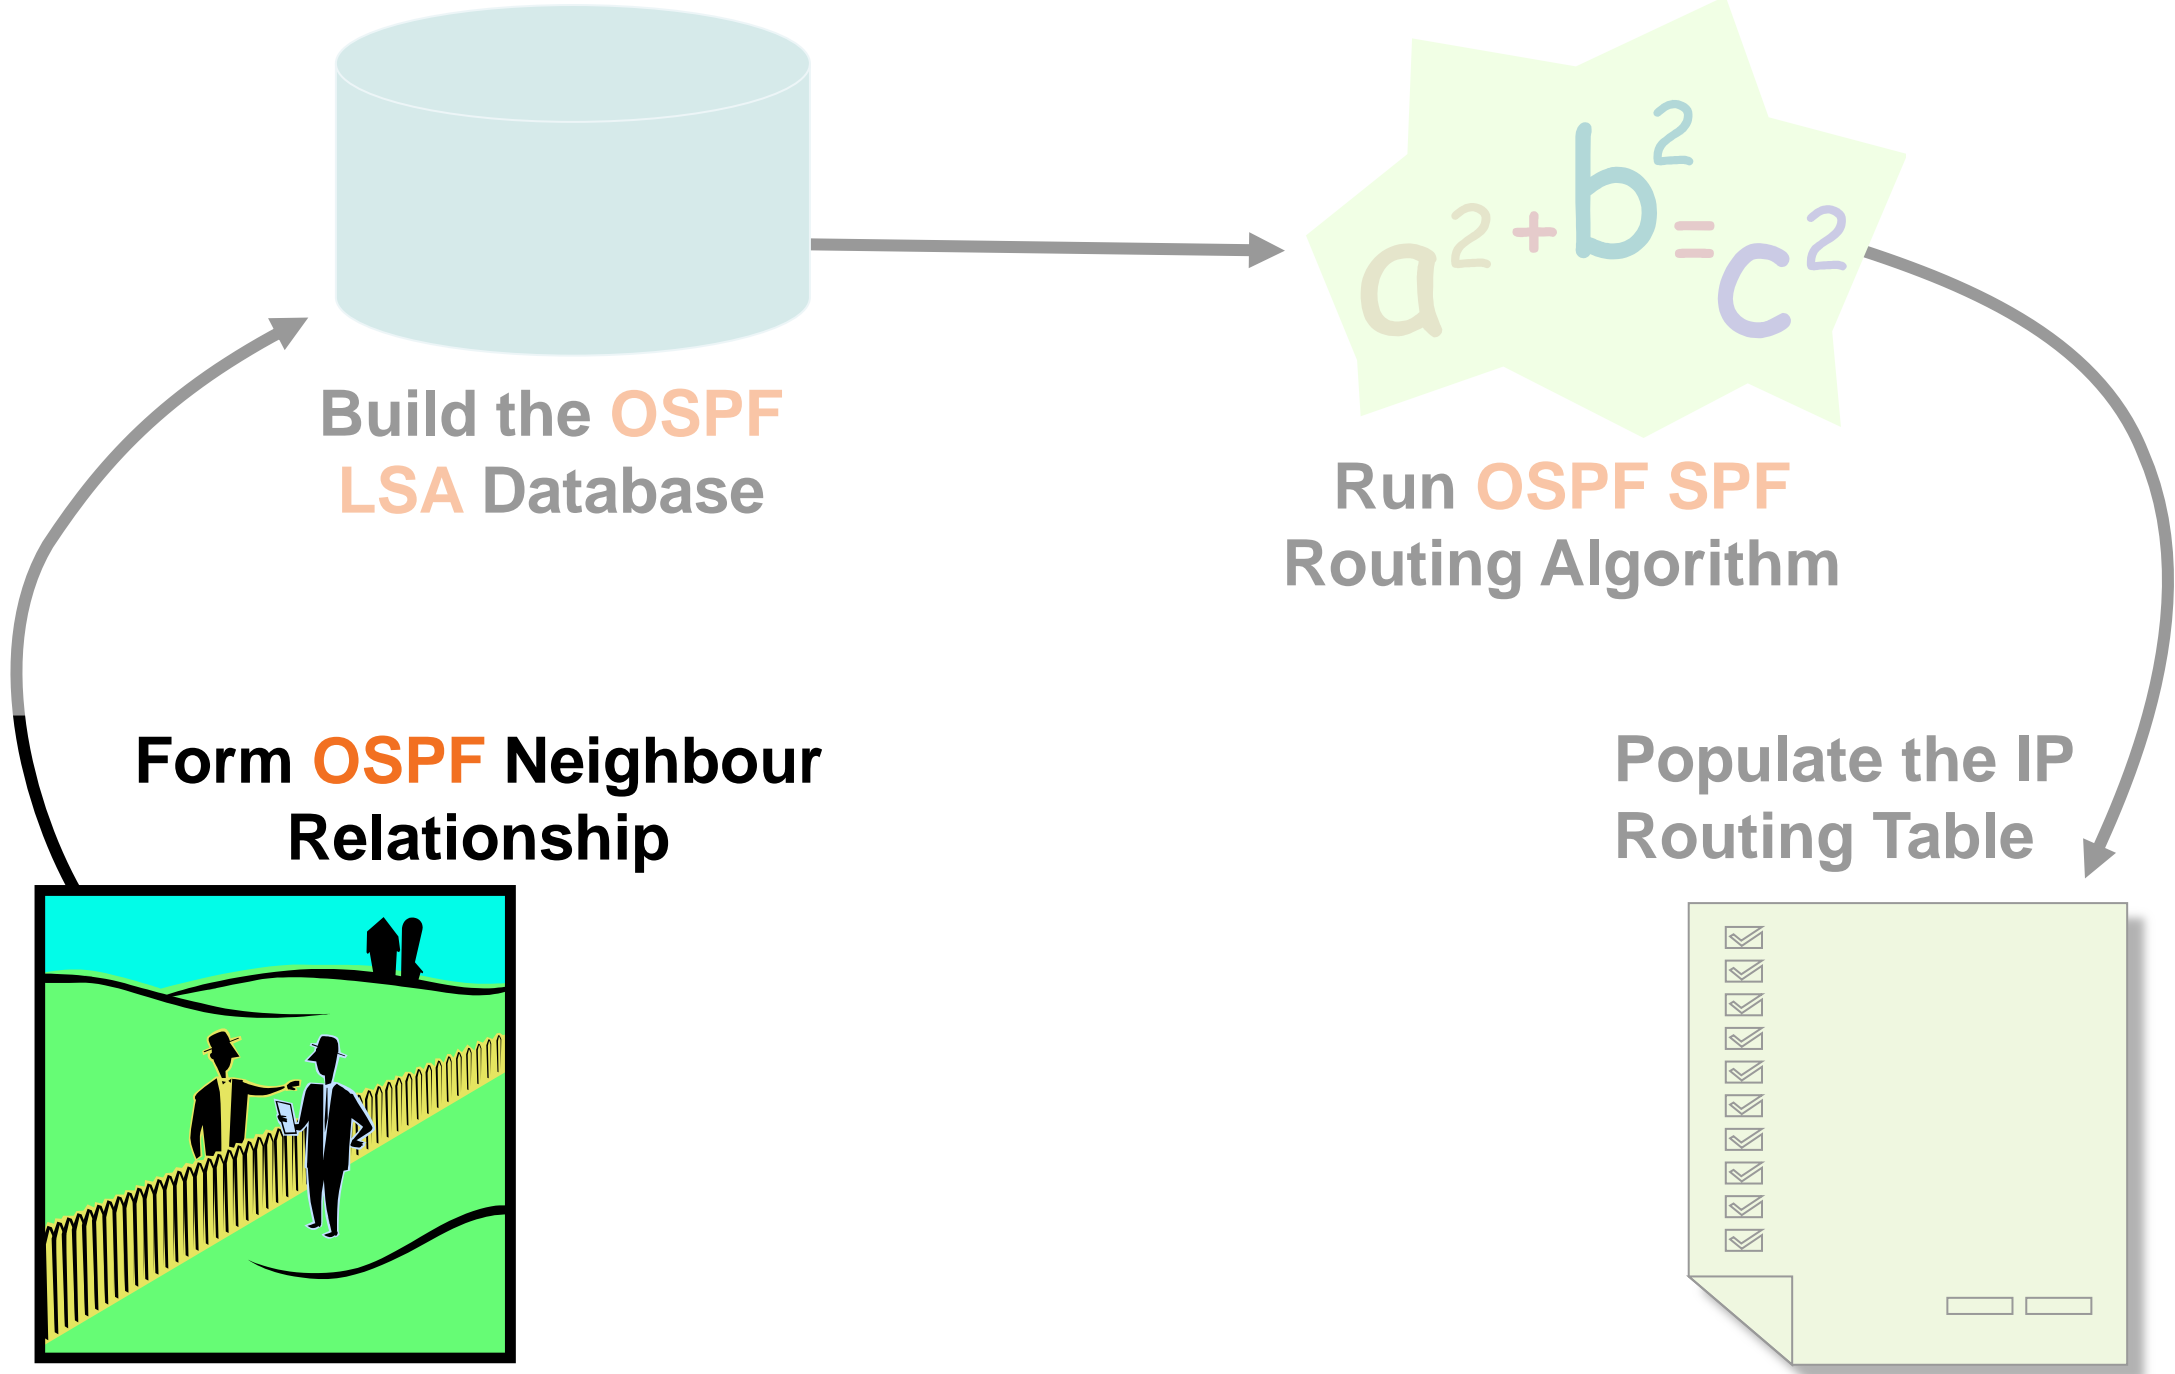 Form OSPF Neighbour
Relationship
Build the OSPF
LSA Database
a² + b² = c²
Run OSPF SPF
Routing Algorithm
Populate the IP
Routing Table